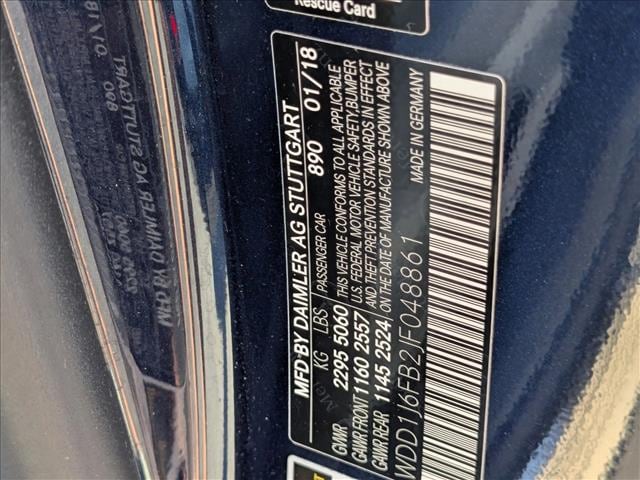 Rescue Card
MFD BY DAIMLER AG STUTTGART
KG LBS PASSENGER CAR 890 01/18
GVWR 2295 5060 THIS VEHICLE CONFORMS TO ALL APPLICABLE
GAWR FRONT 1160 2557 U.S. FEDERAL MOTOR VEHICLE SAFETY, BUMPER
GAWR REAR 1145 2524 AND THEFT PREVENTION STANDARDS IN EFFECT
ON THE DATE OF MANUFACTURE SHOWN ABOVE
WDD1J6FB2JF048861 MADE IN GERMANY